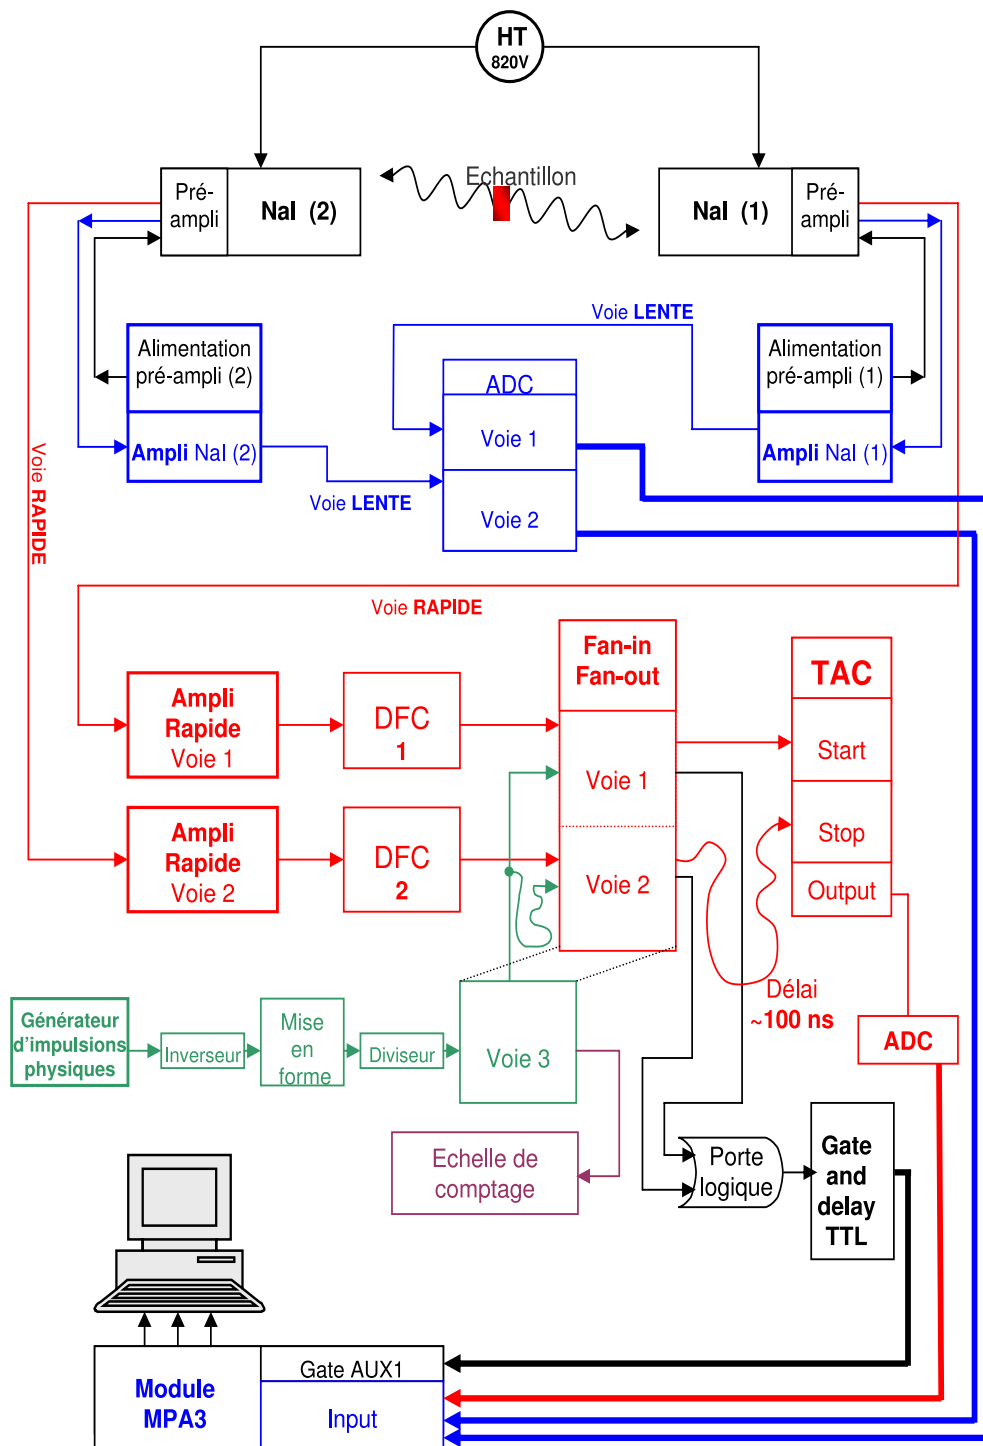 HT
820V
Echantillon
Pré-
ampli
NaI (2)
NaI (1)
Pré-
ampli
Voie LENTE
Alimentation
pré-ampli (2)
Ampli NaI (2)
ADC
Voie 1
Voie 2
Alimentation
pré-ampli (1)
Ampli NaI (1)
Voie LENTE
Voie RAPIDE
Voie RAPIDE
Fan-in
Fan-out
Voie 1
Voie 2
TAC
Start
Stop
Output
Ampli
Rapide
Voie 1
DFC
1
Ampli
Rapide
Voie 2
DFC
2
Délai
~100 ns
Générateur
d'impulsions
physiques
Inverseur
Mise
en
forme
Diviseur
Voie 3
ADC
Echelle de
comptage
Porte
logique
Gate
and
delay
TTL
Module
MPA3
Gate AUX1
Input